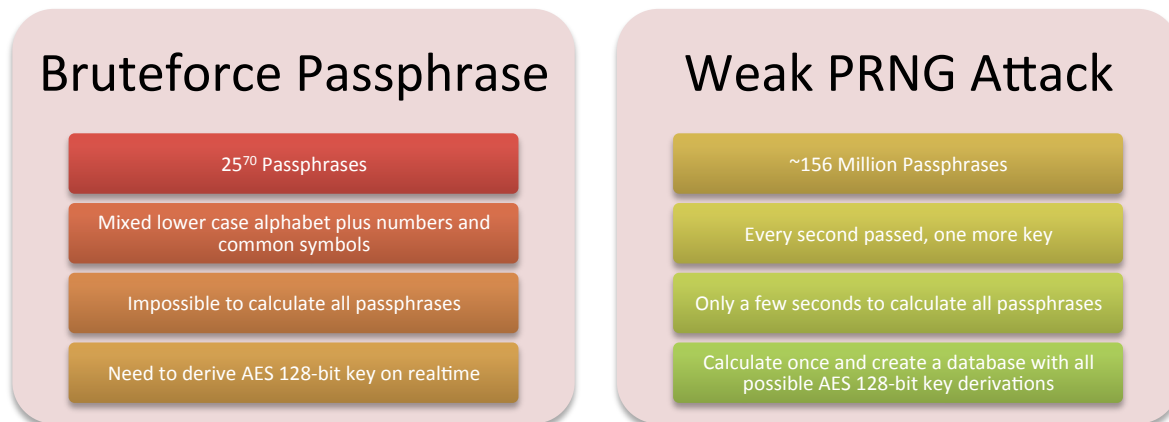 Bruteforce Passphrase
25⁷⁰ Passphrases
Mixed lower case alphabet plus numbers and
common symbols
Impossible to calculate all passphrases
Need to derive AES 128-bit key on realtime
Weak PRNG Attack
~156 Million Passphrases
Every second passed, one more key
Only a few seconds to calculate all passphrases
Calculate once and create a database with all
possible AES 128-bit key derivations